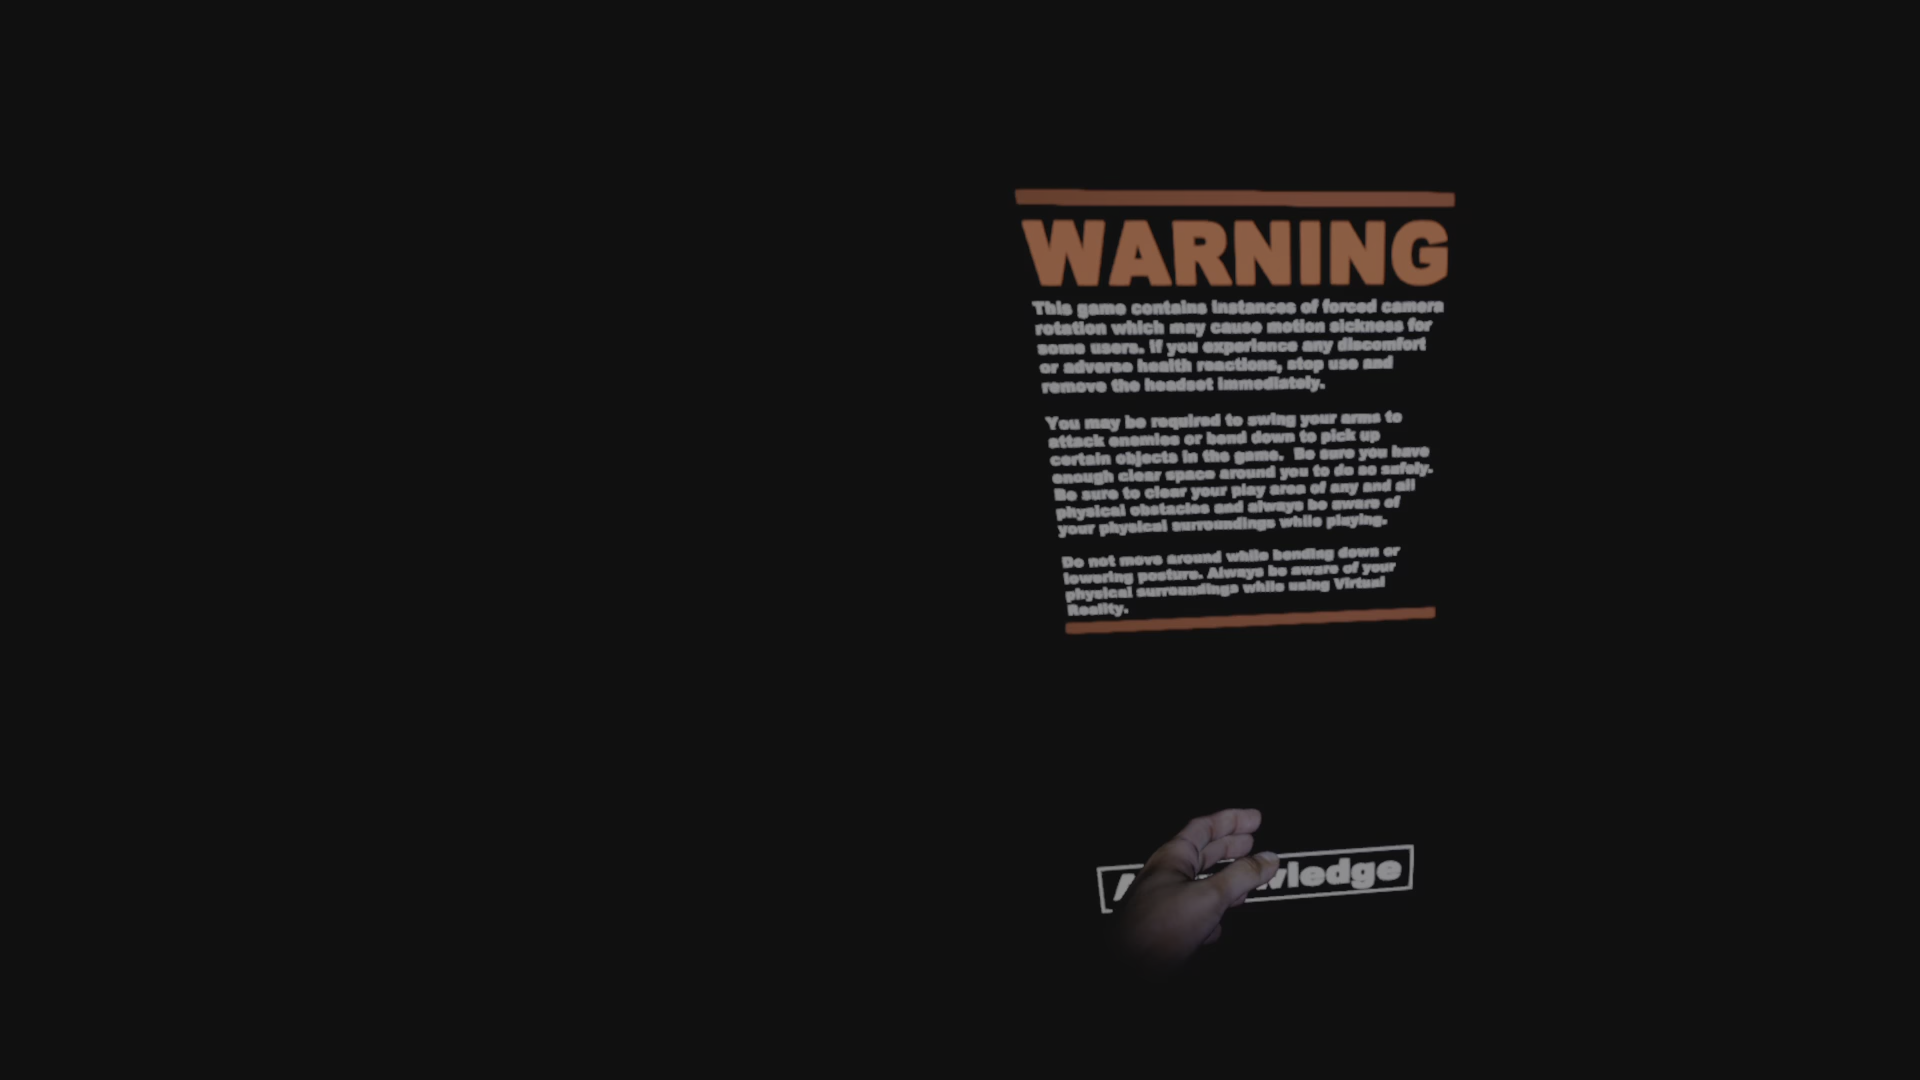 WARNING
This game contains instances of forced camera
rotation which may cause motion sickness for
some users. If you experience any discomfort
or adverse health reactions, stop use and
remove the headset immediately.
You may be required to swing your arms to
attack enemies or bend down to pick up
certain objects in the game.  Be sure you have
enough clear space around you to do so safely.
Be sure to clear your play area of any and all
physical obstacles and always be aware of
your physical surroundings while playing.
Do not move around while bending down or
lowering posture. Always be aware of your
physical surroundings while using Virtual
Reality.